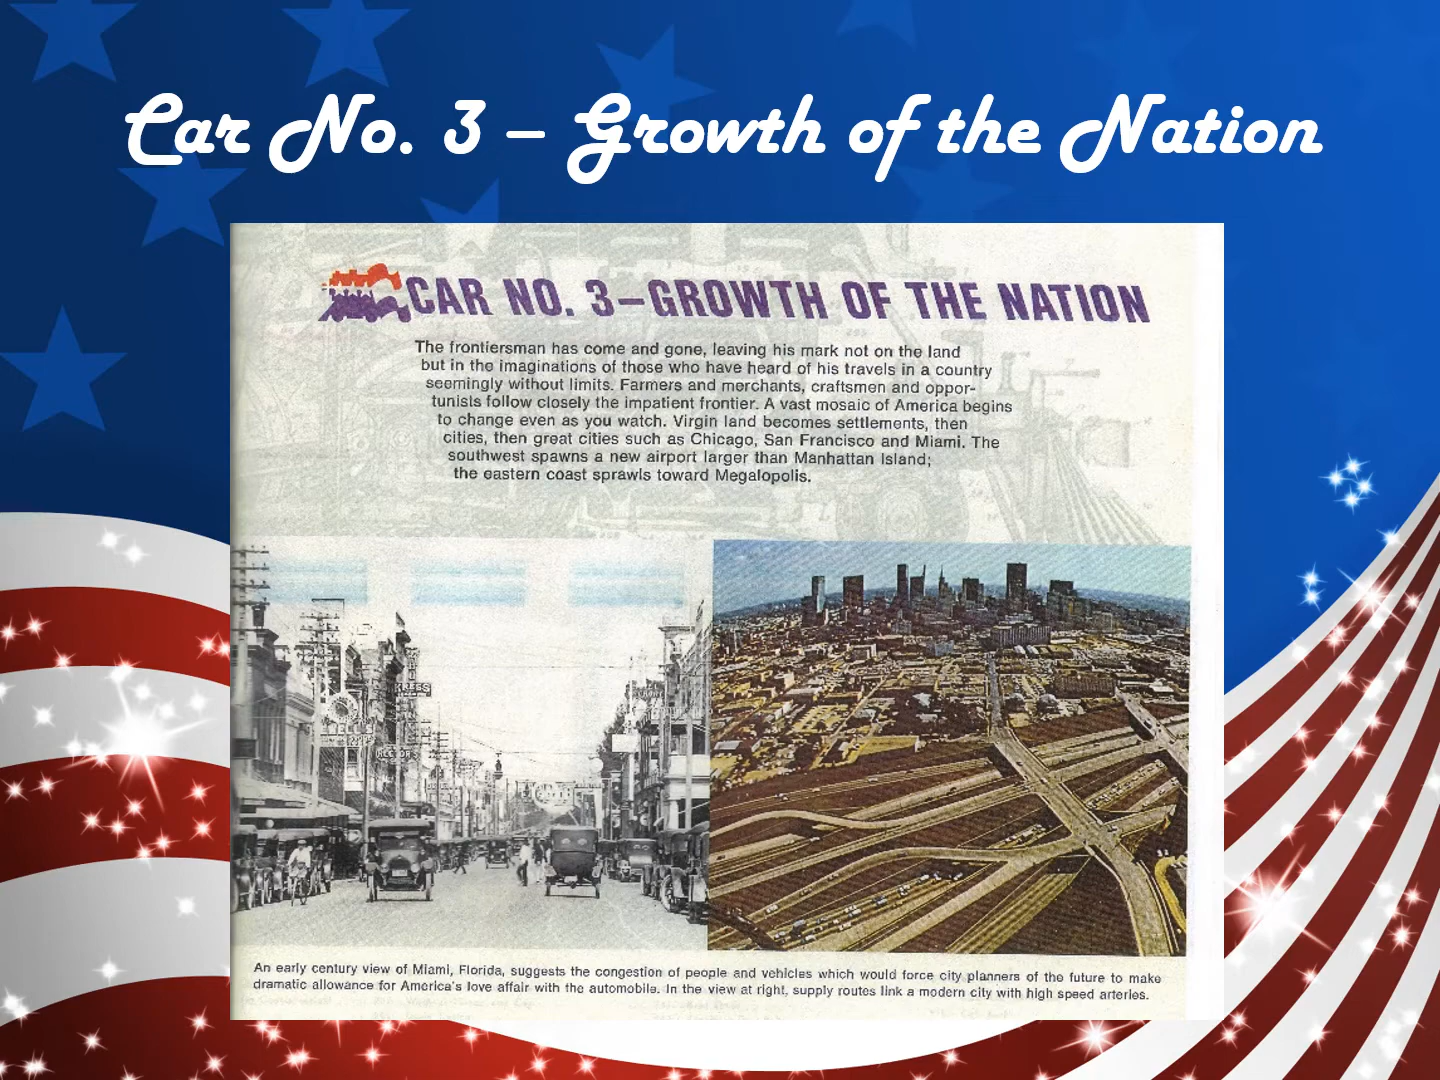 Car No. 3 – Growth of the Nation
CAR NO. 3–GROWTH OF THE NATION
The frontiersman has come and gone, leaving his mark not on the land
but in the imaginations of those who have heard of his travels in a country
seemingly without limits. Farmers and merchants, craftsmen and oppor-
tunists follow closely the impatient frontier. A vast mosaic of America begins
to change even as you watch. Virgin land becomes settlements, then
cities, then great cities such as Chicago, San Francisco and Miami. The
southwest spawns a new airport larger than Manhattan Island;
the eastern coast sprawls toward Megalopolis.
KRESS
An early century view of Miami, Florida, suggests the congestion of people and vehicles which would force city planners of the future to make
dramatic allowance for America's love affair with the automobile. In the view at right, supply routes link a modern city with high speed arteries.